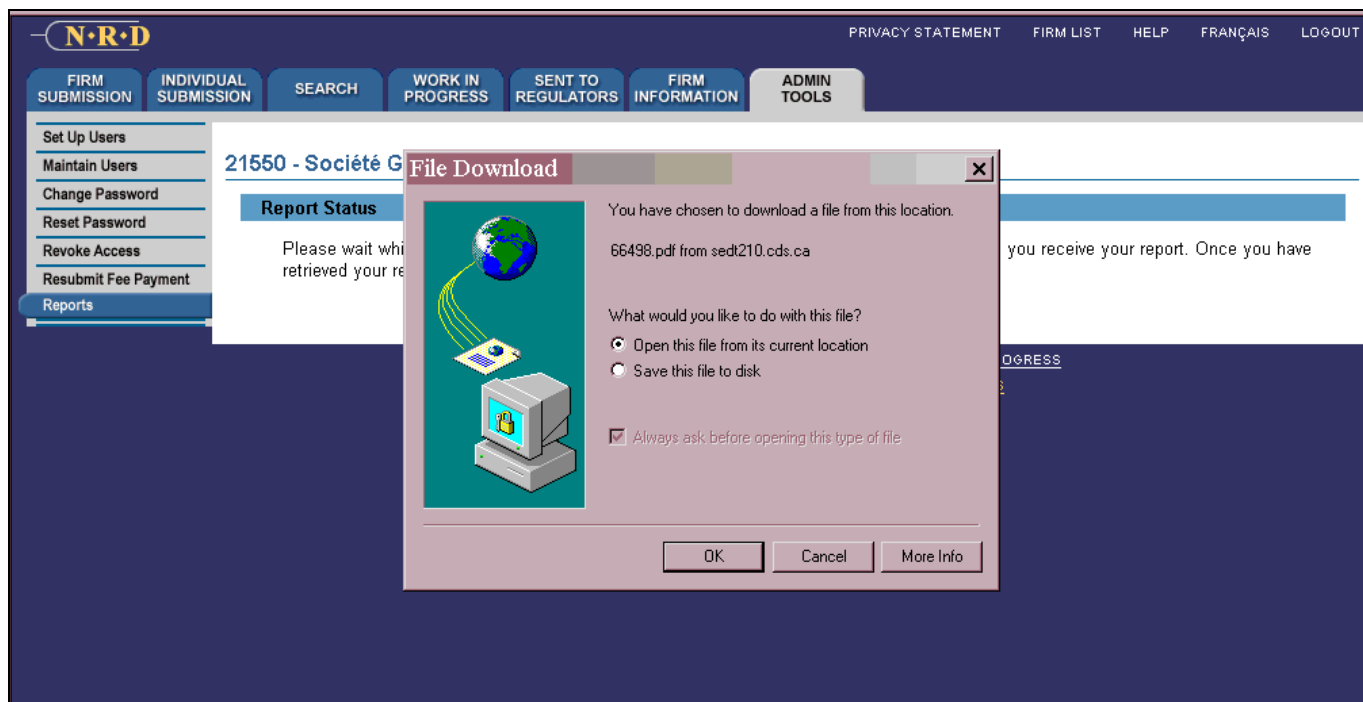 N•R•D
PRIVACY STATEMENT FIRM LIST HELP FRANÇAIS LOGOUT
FIRM SUBMISSION
INDIVIDUAL SUBMISSION
SEARCH
WORK IN PROGRESS
SENT TO REGULATORS
FIRM INFORMATION
ADMIN TOOLS
Set Up Users
Maintain Users
Change Password
Reset Password
Revoke Access
Resubmit Fee Payment
Reports
21550 - Société G
Report Status
Please wait whi
you receive your report. Once you have
retrieved your re
File Download
You have chosen to download a file from this location.
66498.pdf from sedt210.cds.ca
What would you like to do with this file?
Open this file from its current location
Save this file to disk
Always ask before opening this type of file
OK Cancel More Info
OGRESS